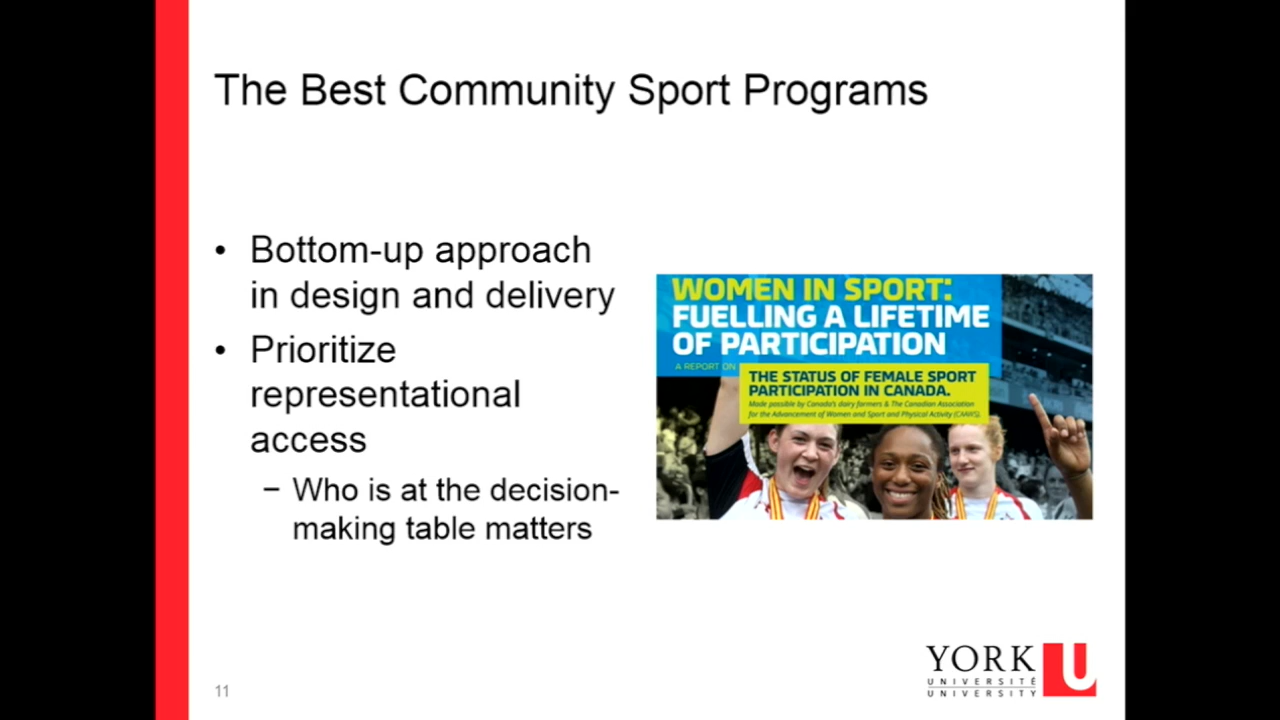 The Best Community Sport Programs
• Bottom-up approach
in design and delivery
• Prioritize
representational
access
– Who is at the decision-
making table matters
WOMEN IN SPORT:
FUELLING A LIFETIME
OF PARTICIPATION
A REPORT ON
THE STATUS OF FEMALE SPORT
PARTICIPATION IN CANADA.
Made possible by Canada's dairy farmers & The Canadian Association
for the Advancement of Women and Sport and Physical Activity (CAAWS).
11
YORK U
UNIVERSITÉ
UNIVERSITY